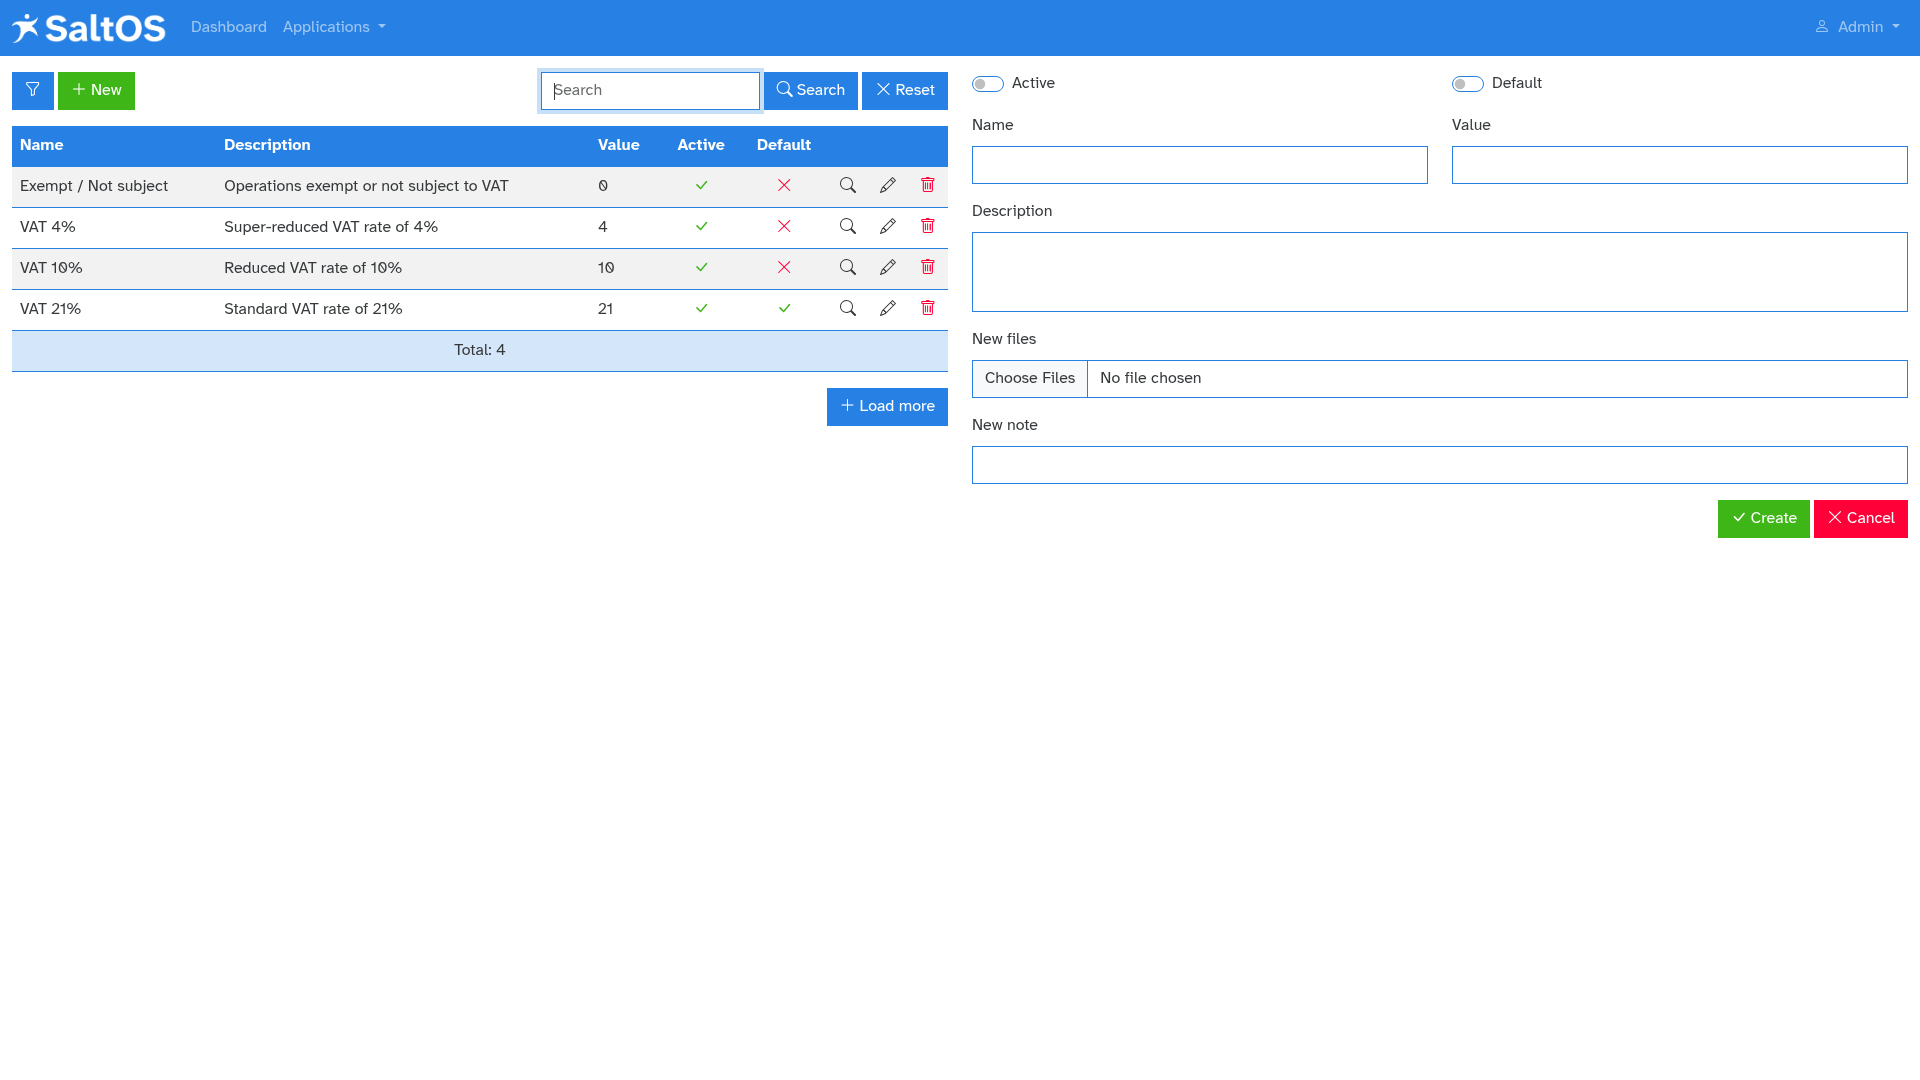 SaltOS Dashboard Applications Admin
New Search Search Reset
Name Description Value Active Default
Exempt / Not subject Operations exempt or not subject to VAT 0
VAT 4% Super-reduced VAT rate of 4% 4
VAT 10% Reduced VAT rate of 10% 10
VAT 21% Standard VAT rate of 21% 21
Total: 4
Load more
Active Default
Name Value
Description
New files
Choose Files No file chosen
New note
Create Cancel